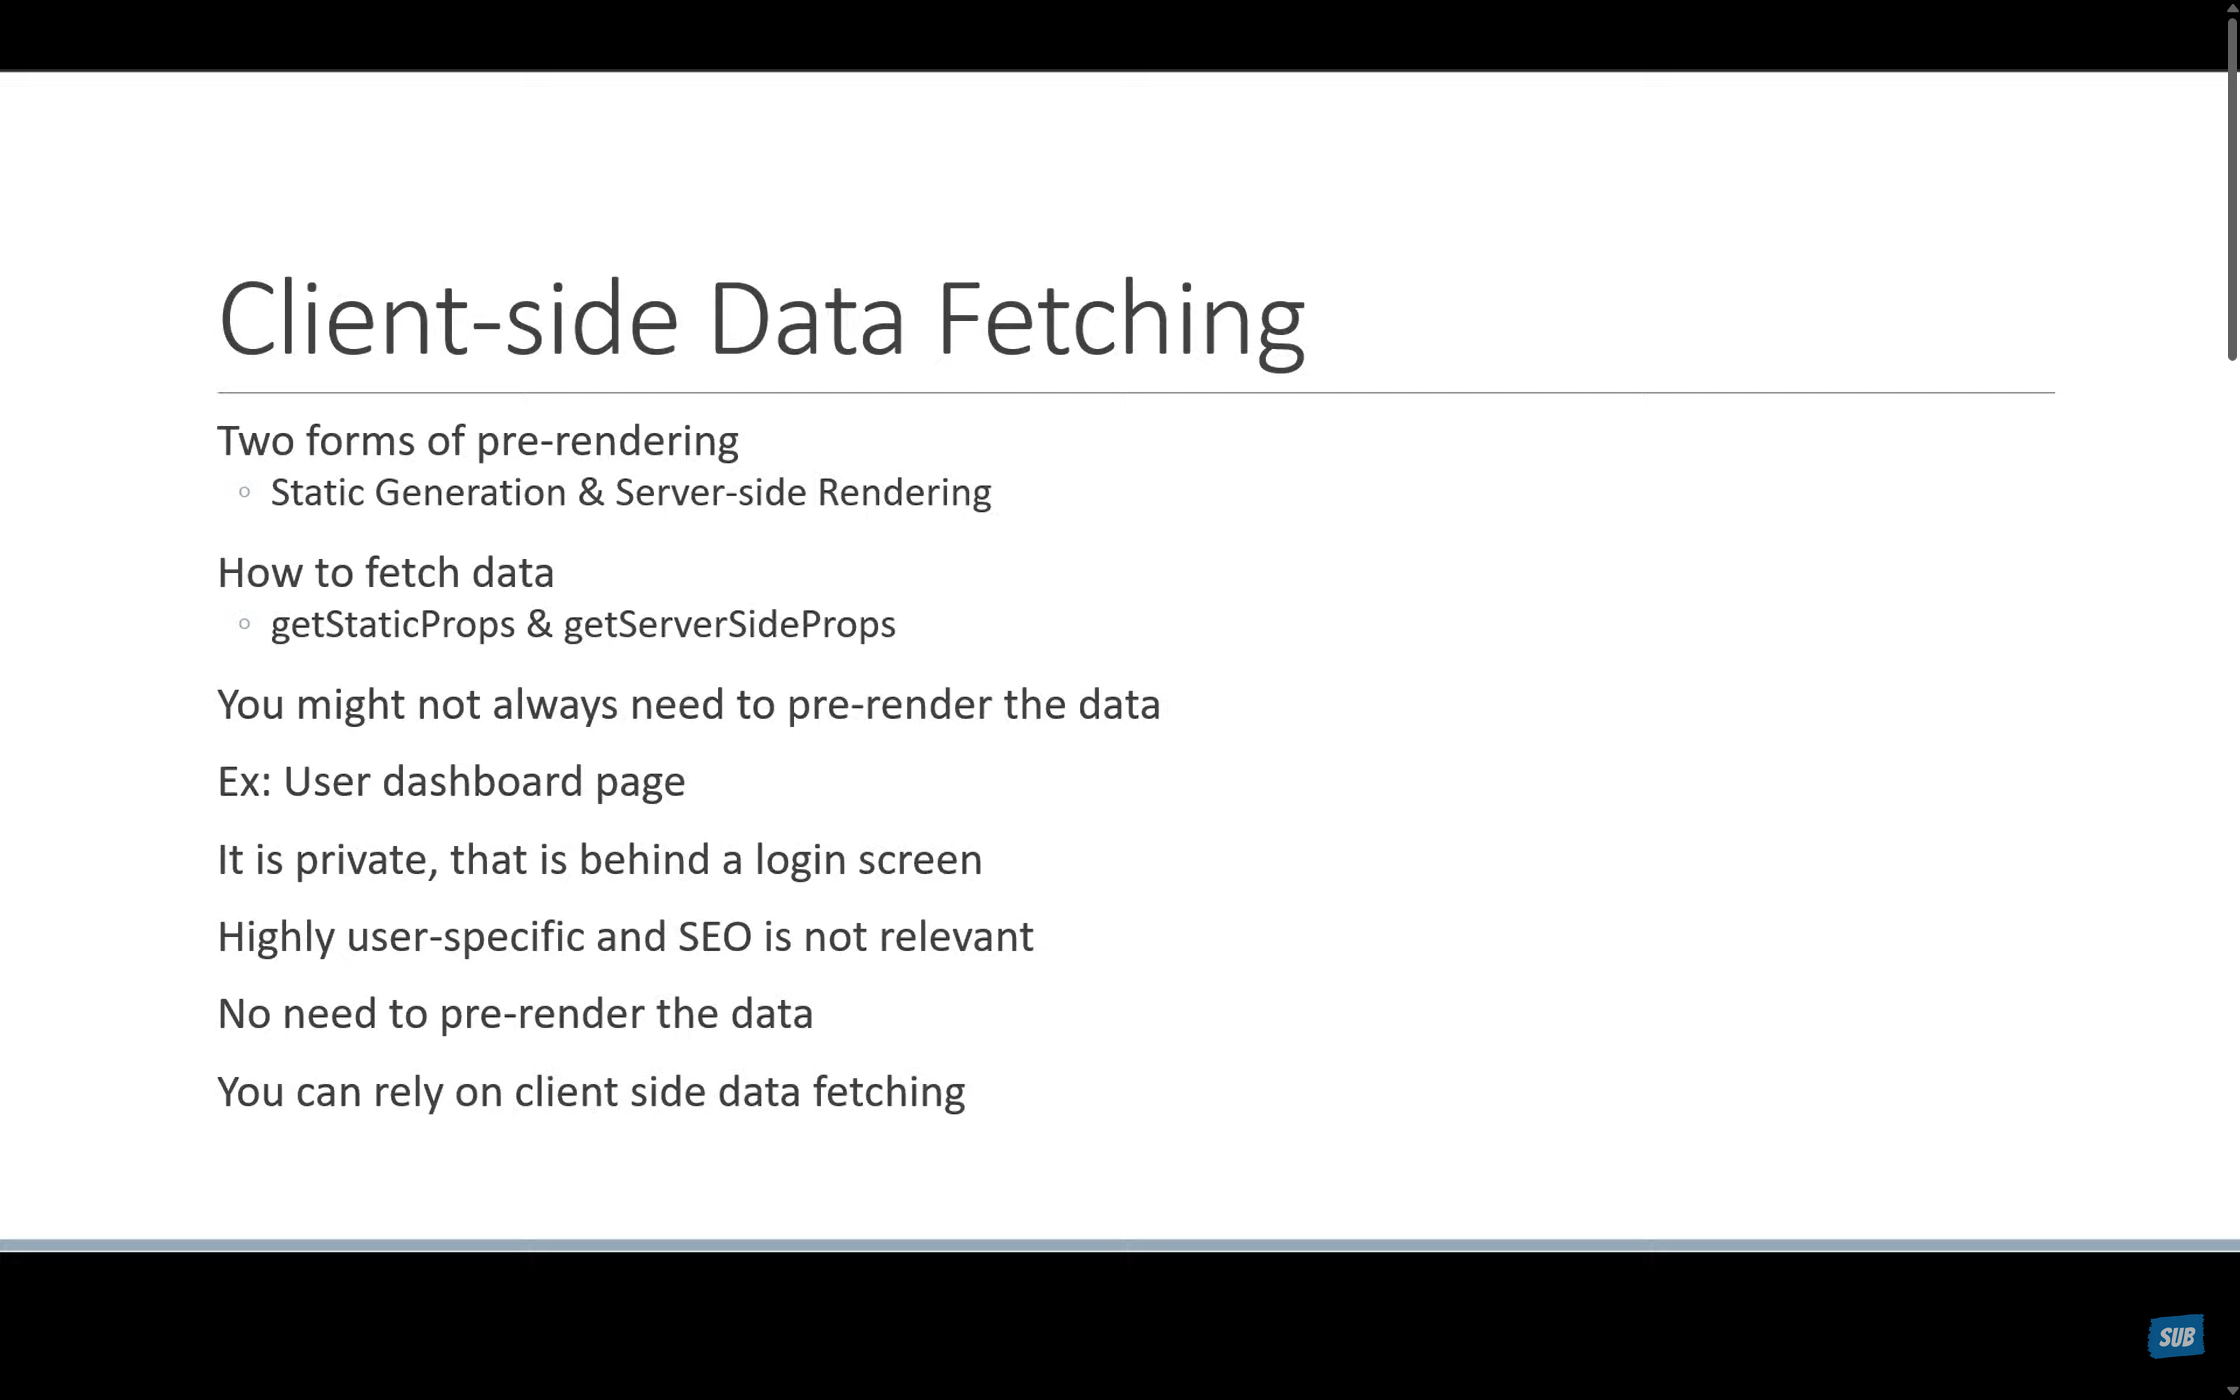 Client-side Data Fetching
Two forms of pre-rendering
Static Generation & Server-side Rendering
How to fetch data
getStaticProps & getServerSideProps
You might not always need to pre-render the data
Ex: User dashboard page
It is private, that is behind a login screen
Highly user-specific and SEO is not relevant
No need to pre-render the data
You can rely on client side data fetching
SUB